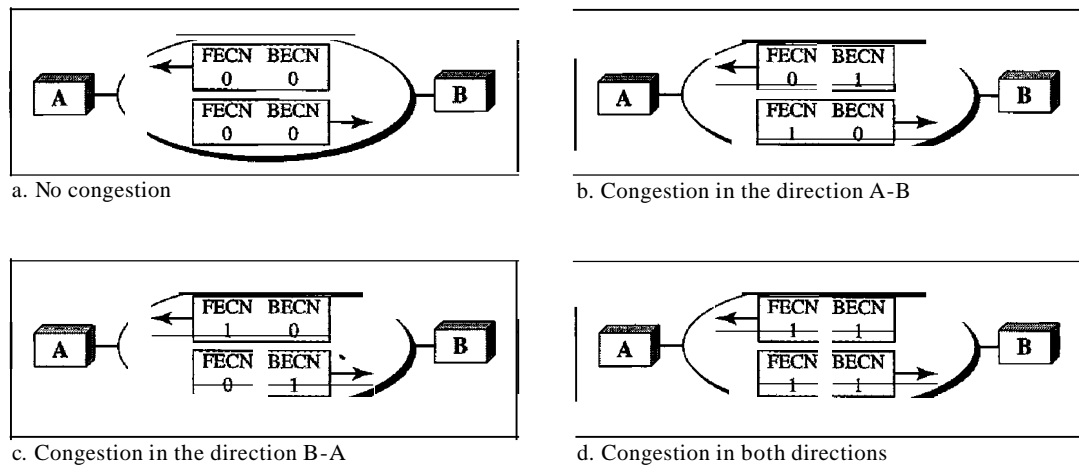 FECN BECN
0 0
A
B
FECN BECN
0 0
a. No congestion
FECN BECN
0 1
A
B
FECN BECN
1 0
b. Congestion in the direction A-B
FECN BECN
1 0
A
B
FECN BECN
0 1
c. Congestion in the direction B-A
FECN BECN
1 1
A
B
FECN BECN
1 1
d. Congestion in both directions